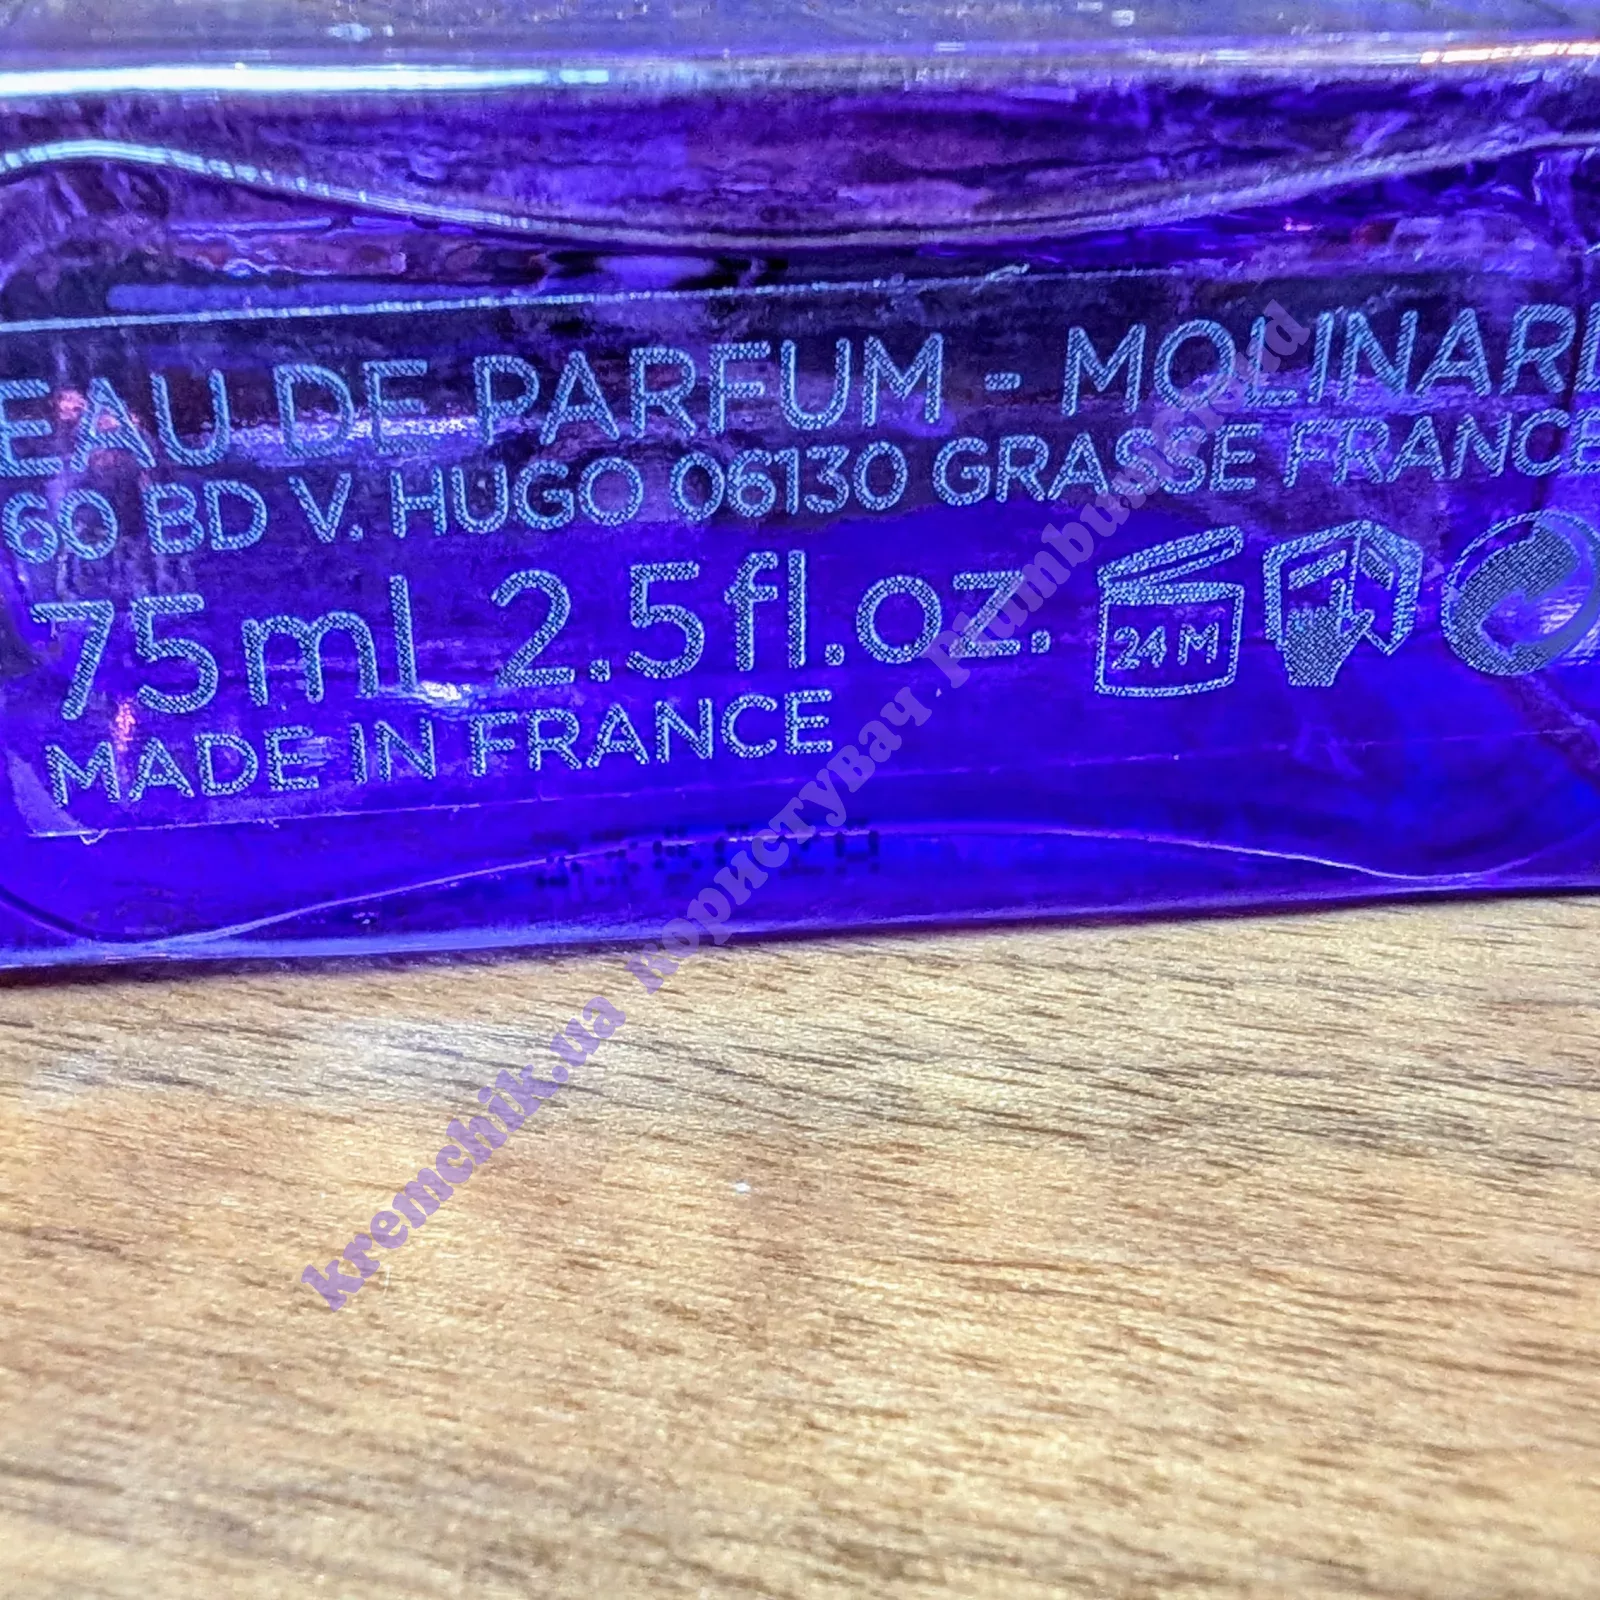 EAU DE PARFUM - MOLINARD
60 BD V. HUGO 06130 GRASSE FRANCE
75ml 2.5fl.oz.
24M
MADE IN FRANCE
kremchik.ua користувач